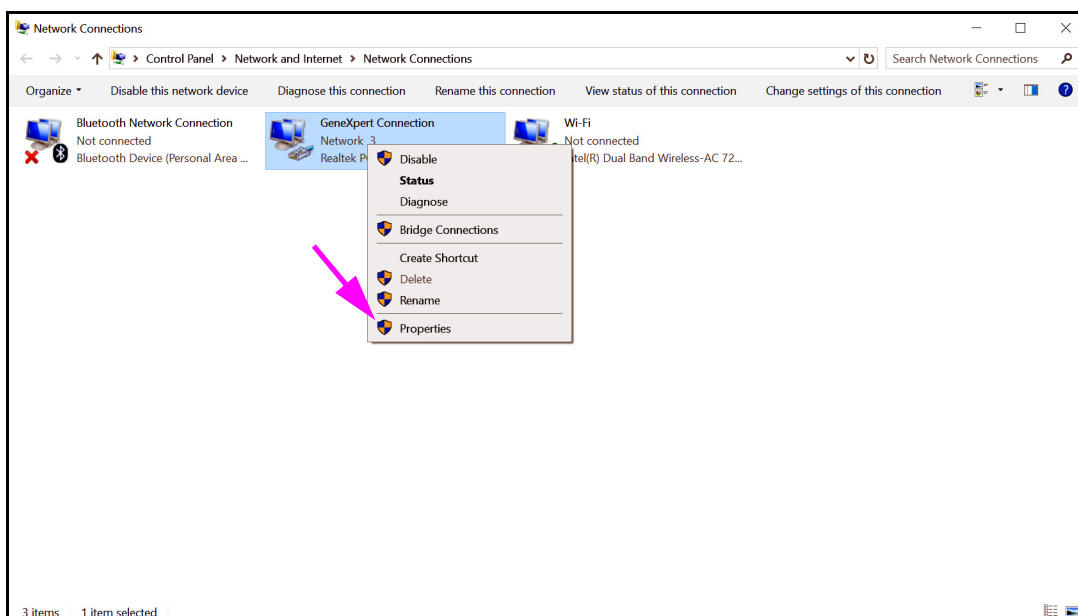 Network Connections
Control Panel > Network and Internet > Network Connections
Search Network Connections
Organize
Disable this network device
Diagnose this connection
Rename this connection
View status of this connection
Change settings of this connection
Bluetooth Network Connection
Not connected
Bluetooth Device (Personal Area ...
GeneXpert Connection
Network 3
Realtek
Wi-Fi
Not connected
Dual Band Wireless-AC 72...
Disable
Status
Diagnose
Bridge Connections
Create Shortcut
Delete
Rename
Properties
3 items
1 item selected